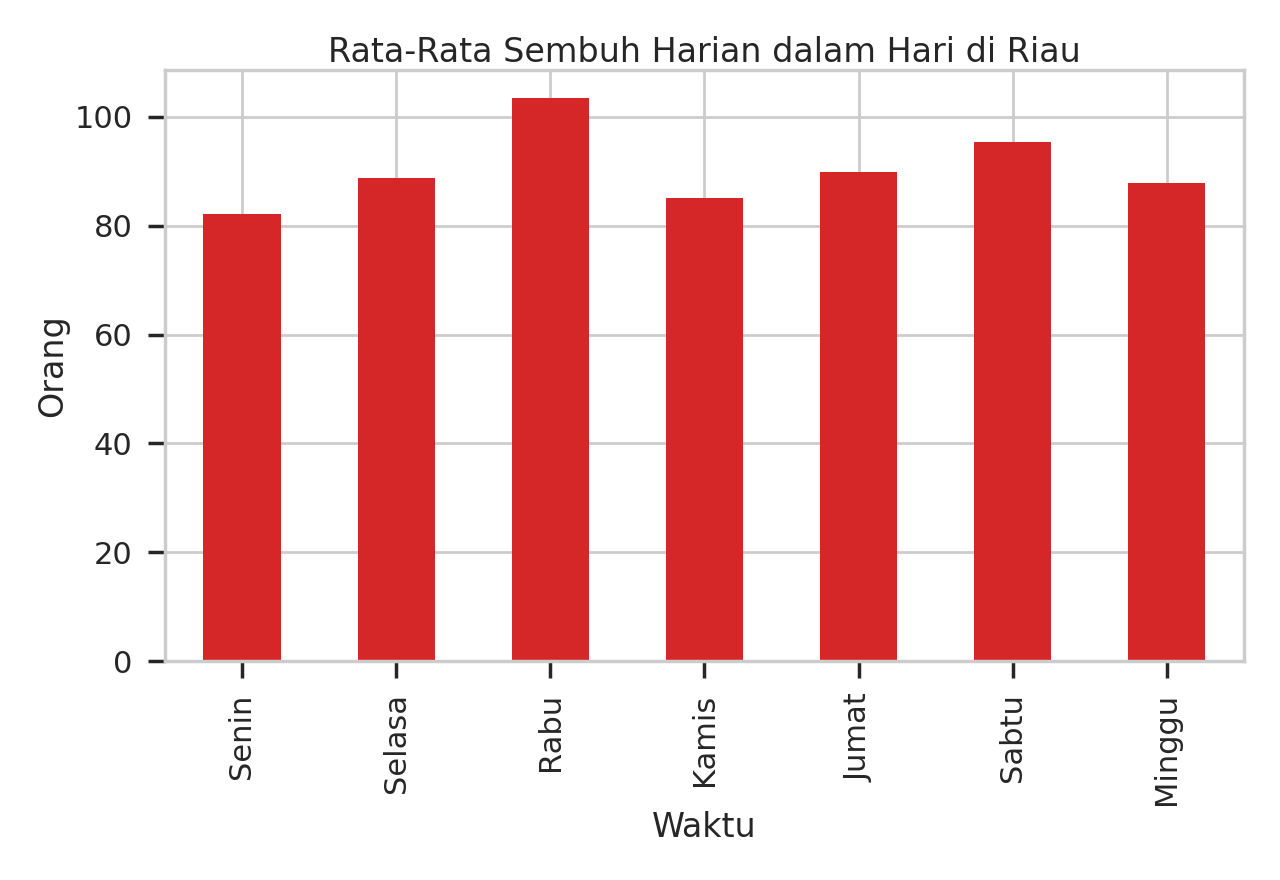 Rata-Rata Sembuh Harian dalam Hari di Riau
100
80
60
40
20
0
Orang
Senin
Selasa
Rabu
Kamis
Jumat
Sabtu
Minggu
Waktu